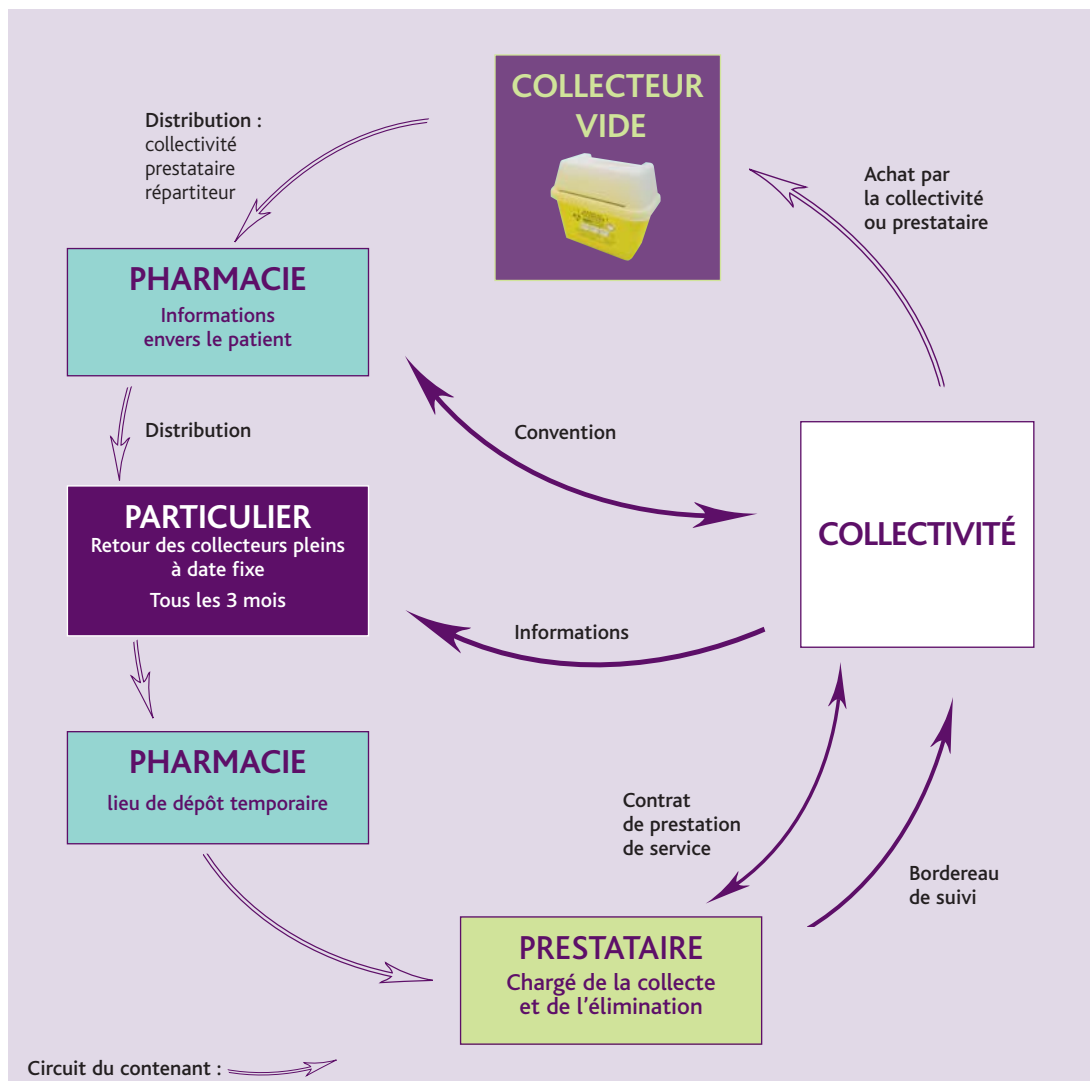 COLLECTEUR
VIDE
Distribution :
collectivité
prestataire
répartiteur
Achat par
la collectivité
ou prestataire
PHARMACIE
Informations
envers le patient
Distribution
Convention
PARTICULIER
Retour des collecteurs pleins
à date fixe
Tous les 3 mois
COLLECTIVITÉ
Informations
PHARMACIE
lieu de dépôt temporaire
Contrat
de prestation
de service
Bordereau
de suivi
PRESTATAIRE
Chargé de la collecte
et de l'élimination
Circuit du contenant :